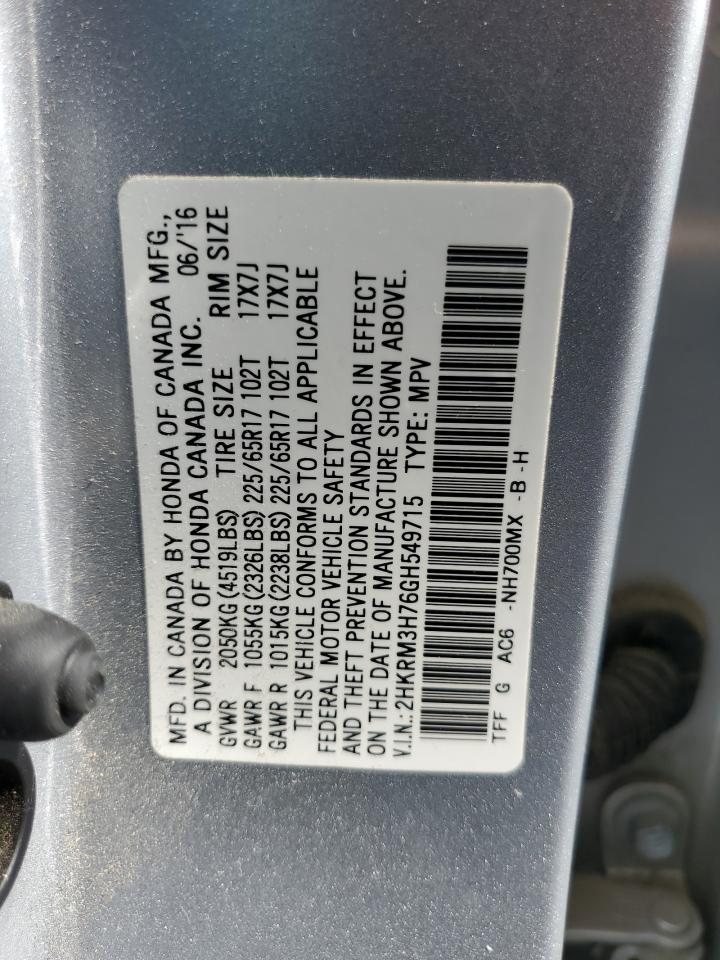 MFD. IN CANADA BY HONDA OF CANADA MFG.,
A DIVISION OF HONDA CANADA INC. 06/'16
GVWR 2050KG(4519LBS) TIRE SIZE RIM SIZE
GAWR F 1055KG(2326LBS)225/65R17 102T 17X7J
GAWR R 1015KG(2238LBS)225/65R17 102T 17X7J
THIS VEHICLE CONFORMS TO ALL APPLICABLE
FEDERAL MOTOR VEHICLE SAFETY
AND THEFT PREVENTION STANDARDS IN EFFECT
ON THE DATE OF MANUFACTURE SHOWN ABOVE.
V.I.N.:2HKRM3H76GH549715 TYPE: MPV
TFF G AC6 -NH700MX -B -H